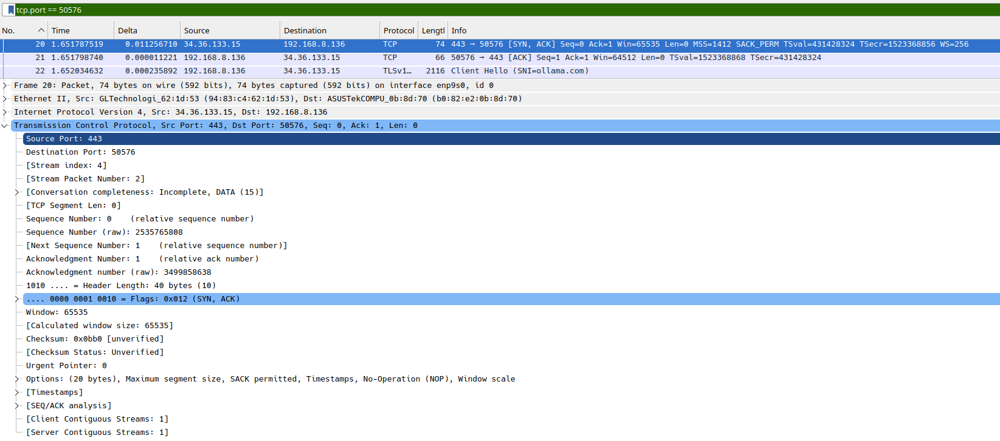 tcp.port == 50576
No. Time Delta Source Destination Protocol Lengtl Info
20 1.651787519 0.011256710 34.36.133.15 192.168.8.136 TCP 74 443 → 50576 [SYN, ACK] Seq=0 Ack=1 Win=65535 Len=0 MSS=1412 SACK_PERM TSval=431428324 TSecr=1523368856 WS=256
21 1.651798740 0.000011221 192.168.8.136 34.36.133.15 TCP 66 50576 → 443 [ACK] Seq=1 Ack=1 Win=64512 Len=0 TSval=1523368868 TSecr=431428324
22 1.652034632 0.000235892 192.168.8.136 34.36.133.15 TLSv1… 2116 Client Hello (SNI=ollama.com)
Frame 20: Packet, 74 bytes on wire (592 bits), 74 bytes captured (592 bits) on interface enp9s0, id 0
Ethernet II, Src: GLTechnologi_62:1d:53 (94:83:c4:62:1d:53), Dst: ASUSTekCOMPU_0b:8d:70 (b0:82:e2:0b:8d:70)
Internet Protocol Version 4, Src: 34.36.133.15, Dst: 192.168.8.136
Transmission Control Protocol, Src Port: 443, Dst Port: 50576, Seq: 0, Ack: 1, Len: 0
Source Port: 443
Destination Port: 50576
[Stream index: 4]
[Stream Packet Number: 2]
[Conversation completeness: Incomplete, DATA (15)]
[TCP Segment Len: 0]
Sequence Number: 0 (relative sequence number)
Sequence Number (raw): 2535765808
[Next Sequence Number: 1 (relative sequence number)]
Acknowledgment Number: 1 (relative ack number)
Acknowledgment number (raw): 3499858638
1010 .... = Header Length: 40 bytes (10)
.... 0000 0001 0010 = Flags: 0x012 (SYN, ACK)
Window: 65535
[Calculated window size: 65535]
Checksum: 0x0bb0 [unverified]
[Checksum Status: Unverified]
Urgent Pointer: 0
Options: (20 bytes), Maximum segment size, SACK permitted, Timestamps, No-Operation (NOP), Window scale
[Timestamps]
[SEQ/ACK analysis]
[Client Contiguous Streams: 1]
[Server Contiguous Streams: 1]